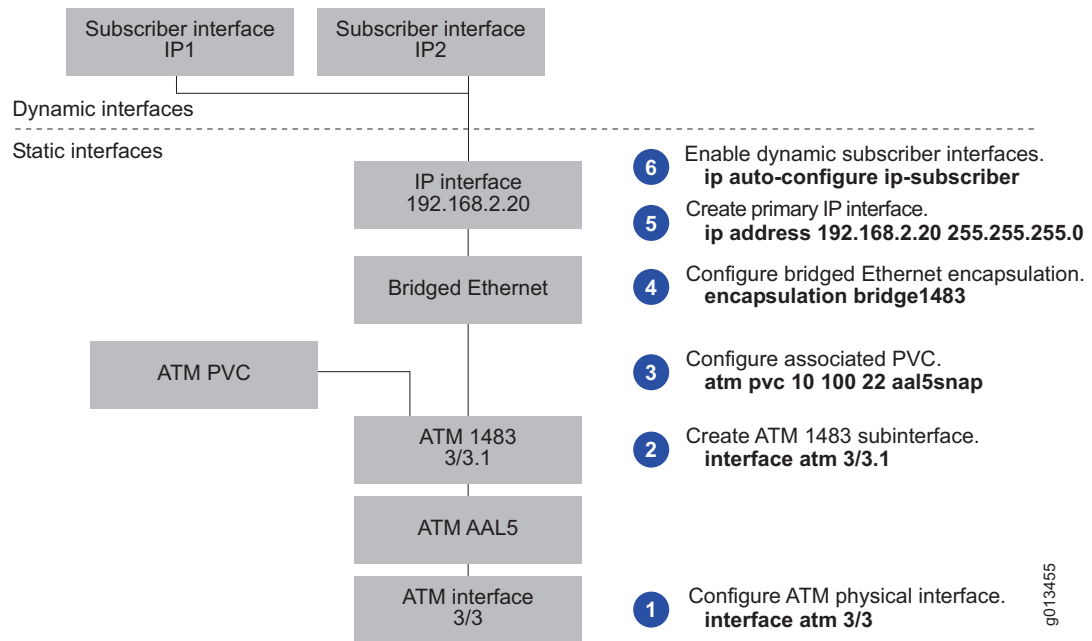 Subscriber interface
IP1
Subscriber interface
IP2
Dynamic interfaces
Static interfaces
IP interface
192.168.2.20
6
Enable dynamic subscriber interfaces.
ip auto-configure ip-subscriber
5
Create primary IP interface.
ip address 192.168.2.20 255.255.255.0
Bridged Ethernet
4
Configure bridged Ethernet encapsulation.
encapsulation bridge1483
ATM PVC
3
Configure associated PVC.
atm pvc 10 100 22 aal5snap
ATM 1483
3/3.1
2
Create ATM 1483 subinterface.
interface atm 3/3.1
ATM AAL5
ATM interface
3/3
1
Configure ATM physical interface.
interface atm 3/3
g013455